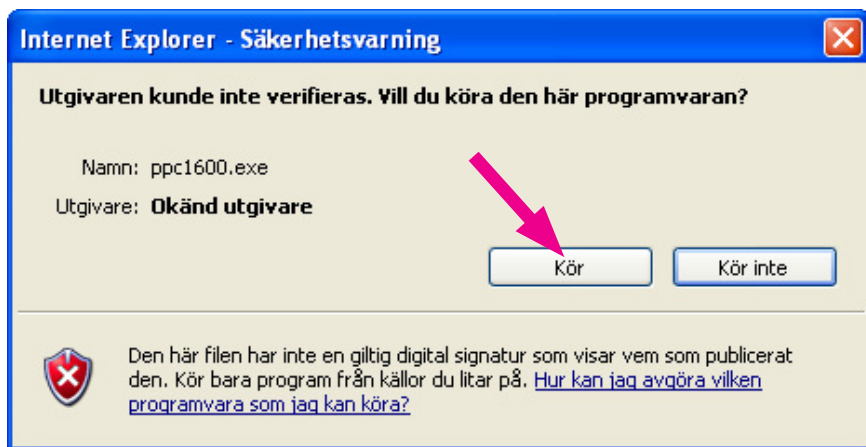 Internet Explorer - Säkerhetsvarning
Utgivaren kunde inte verifieras. Vill du köra den här programvaran?
Namn: ppc1600.exe
Utgivare: Okänd utgivare
Kör Kör inte
Den här filen har inte en giltig digital signatur som visar vem som publicerat
den. Kör bara program från källor du litar på. Hur kan jag avgöra vilken
programvara som jag kan köra?